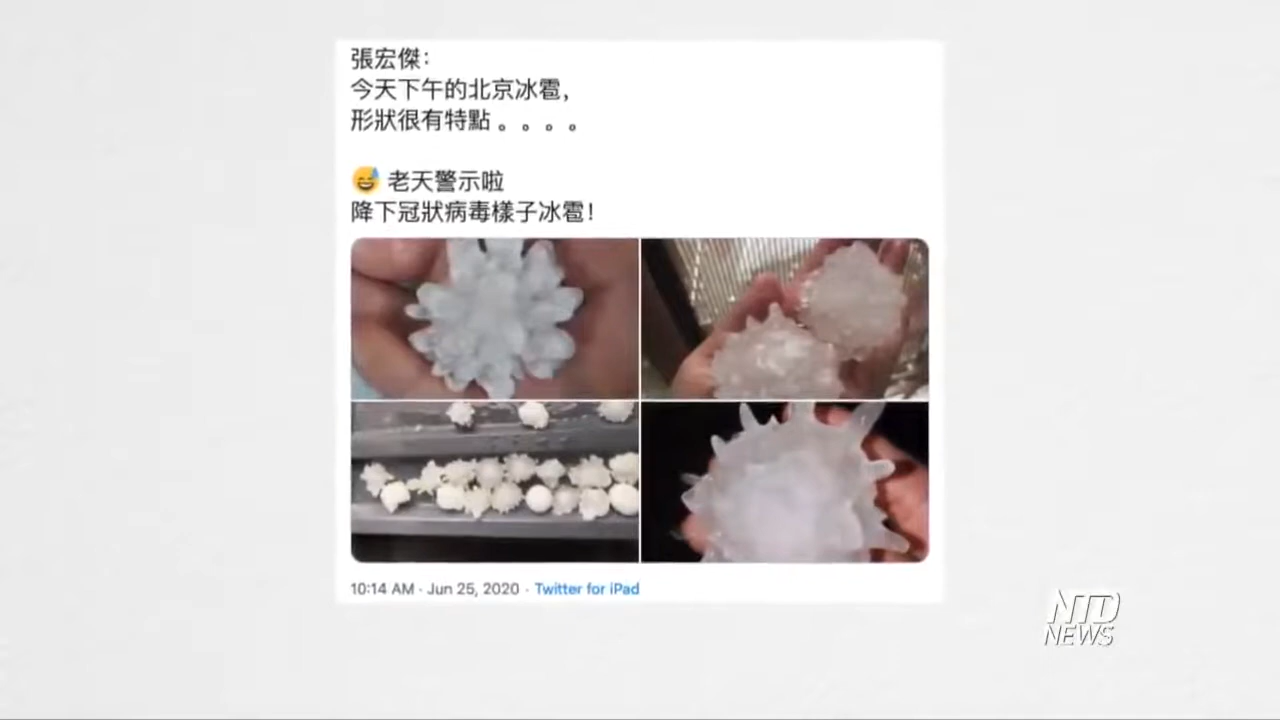 張宏傑：
今天下午的北京冰雹，
形狀很有特點 。。。。
😅 老天警示啦
降下冠狀病毒樣子冰雹！
10:14 AM · Jun 25, 2020 · Twitter for iPad
NTD
NEWS